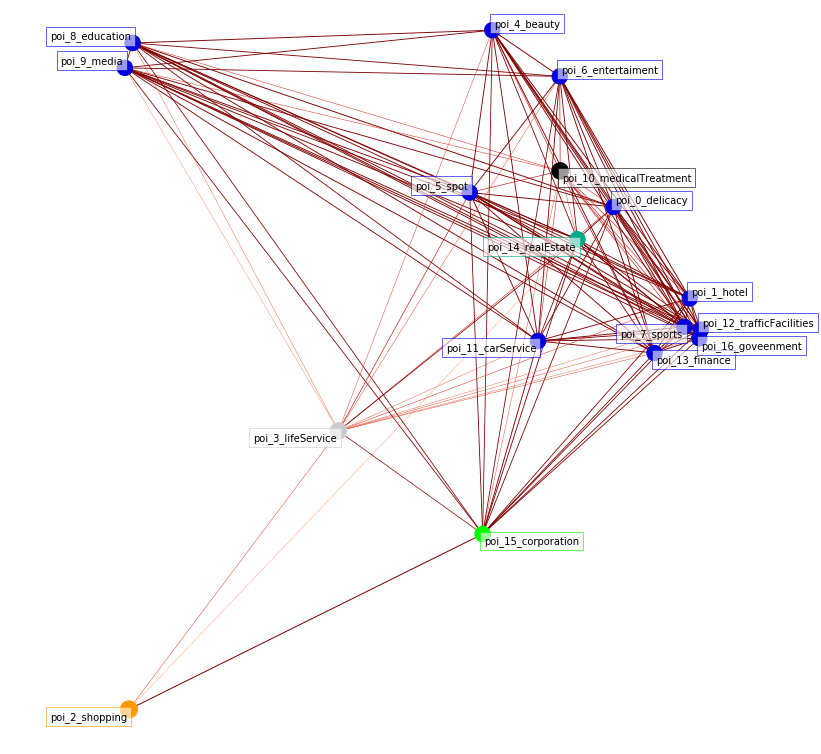 poi_4_beauty
poi_8_education
poi_9_media
poi_6_entertaiment
poi_10_medicalTreatment
poi_5_spot
poi_0_delicacy
poi_14_realEstate
poi_1_hotel
poi_12_trafficFacilities
poi_7_sports
poi_16_goveenment
poi_11_carService
poi_13_finance
poi_3_lifeService
poi_15_corporation
poi_2_shopping